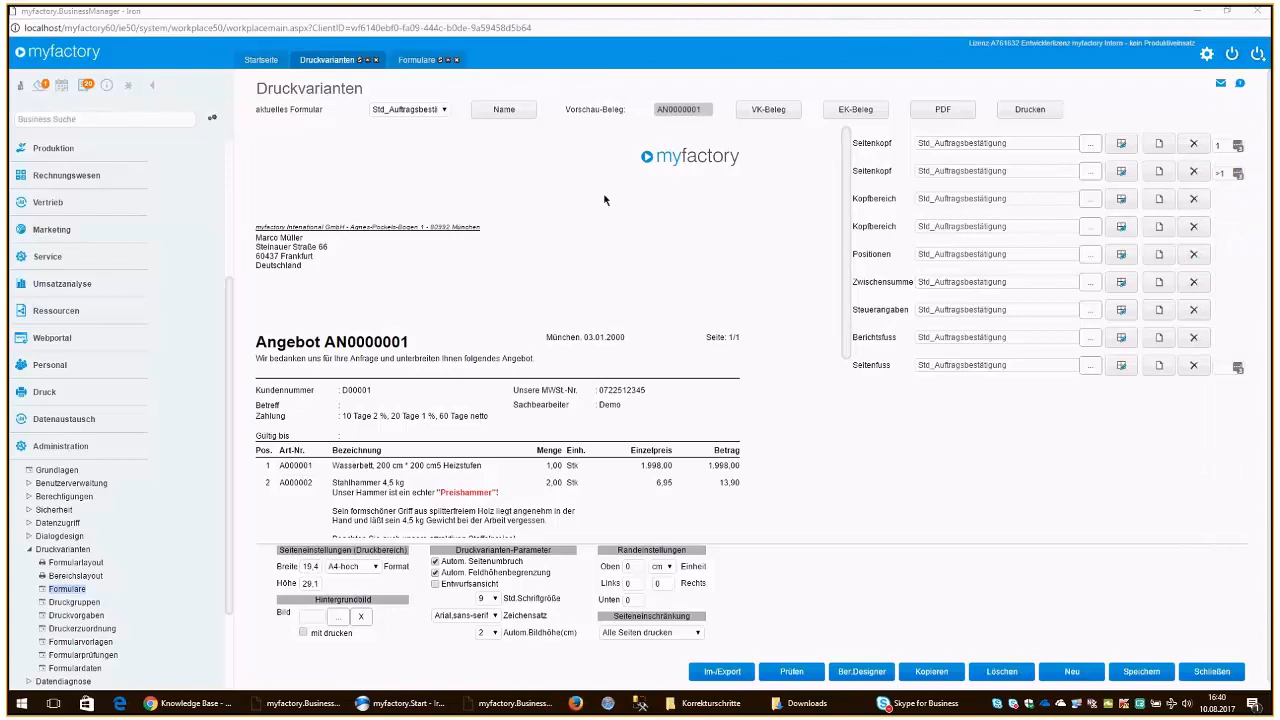 myfactory.BusinessManager - Iron
localhost/myfactory60/ie50/system/workplace50/workplacemain.aspx?ClientID=wf6140ebf0-fa09-444c-b0de-9a59458d5b64
myfactory
Startseite
Druckvarianten
Formulare
Lizenz A761632 Entwicklerlizenz myfactory Intern - kein Produktiveinsatz
1
20
Business Suche
Produktion
Rechnungswesen
Vertrieb
Marketing
Service
Umsatzanalyse
Ressourcen
Webportal
Personal
Druck
Datenaustausch
Administration
Grundlagen
Benutzerverwaltung
Berechtigungen
Sicherheit
Datenzugriff
Dialogdesign
Druckvarianten
Formularlayout
Bereichslayout
Formulare
Druckgruppen
Druckvorgaben
Druckerzuordnung
Formularvorlagen
Formularprüfungen
Formulardaten
Datendiagnose
Druckvarianten
aktuelles Formular Std_Auftragsbestä Name Vorschau-Beleg: AN0000001 VK-Beleg EK-Beleg PDF Drucken
myfactory
myfactory International GmbH - Agnes-Pockels-Bogen 1 - 80992 München
Marco Müller
Steinauer Straße 66
60437 Frankfurt
Deutschland
Angebot AN0000001 München, 03.01.2000 Seite: 1/1
Wir bedanken uns für Ihre Anfrage und unterbreiten Ihnen folgendes Angebot.
Kundennummer : D00001 Unsere MWSt.-Nr. : 0722512345
Betreff : Sachbearbeiter : Demo
Zahlung : 10 Tage 2 %, 20 Tage 1 %, 60 Tage netto
Gültig bis :
Pos. Art-Nr. Bezeichnung Menge Einh. Einzelpreis Betrag
1 A000001 Wasserbett, 200 cm * 200 cm5 Heizstufen 1,00 Stk 1.998,00 1.998,00
2 A000002 Stahlhammer 4,5 kg 2,00 Stk 6,95 13,90
Unser Hammer ist ein echter "Preishammer"!
Sein formschöner Griff aus splitterfreiem Holz liegt angenehm in der
Hand und läßt sein 4,5 kg Gewicht bei der Arbeit vergessen.
Seitenkopf Std_Auftragsbestätigung ... 1
Seitenkopf Std_Auftragsbestätigung ... >1
Kopfbereich Std_Auftragsbestätigung ...
Kopfbereich Std_Auftragsbestätigung ...
Positionen Std_Auftragsbestätigung ...
Zwischensumme Std_Auftragsbestätigung ...
Steuerangaben Std_Auftragsbestätigung ...
Berichtsfuss Std_Auftragsbestätigung ...
Seitenfuss Std_Auftragsbestätigung ...
Seiteneinstellungen (Druckbereich)
Breite 19,4 A4-hoch Format
Höhe 29,1
Hintergrundbild
Bild ... X
mit drucken
Druckvarianten-Parameter
Autom. Seitenumbruch
Autom. Feldhöhenbegrenzung
Entwurfsansicht
9 Std.Schriftgröße
Arial,sans-serif Zeichensatz
2 Autom.Bildhöhe(cm)
Randeinstellungen
Oben 0 cm Einheit
Links 0 0 Rechts
Unten 0
Seiteneinschränkung
Alle Seiten drucken
Im-/Export Prüfen Ber.Designer Kopieren Löschen Neu Speichern Schließen
Knowledge Base - ...
myfactory.Business...
myfactory.Start - Ir...
myfactory.Business...
Korrekturschritte
Downloads
Skype for Business
16:40
10.08.2017